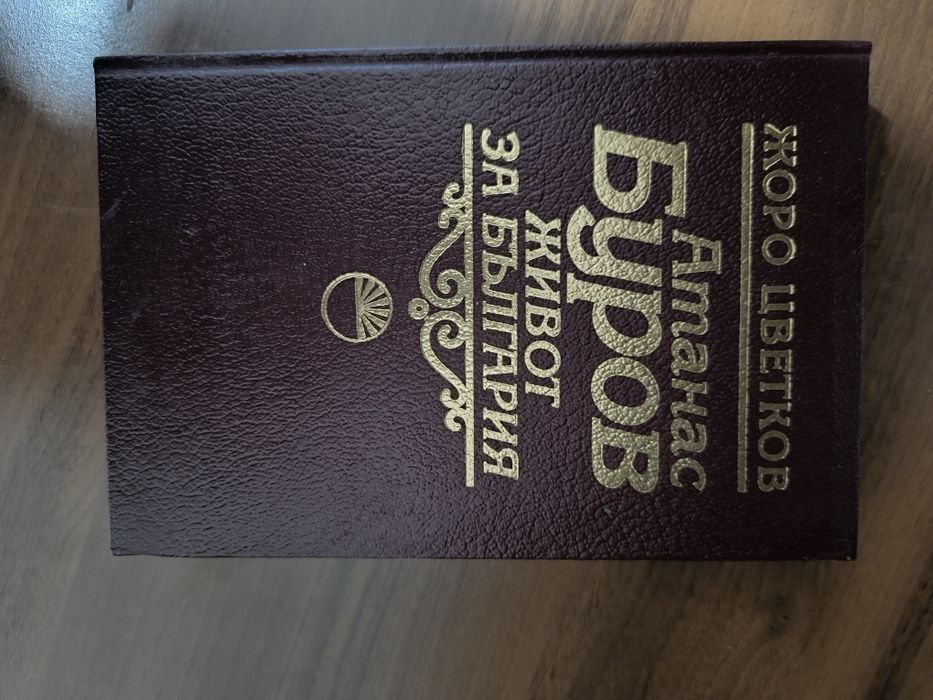 ЖОРО ЦВЕТКОВ
Атанас
Буров
ЖИВОТ
ЗА БЪЛГАРИЯ